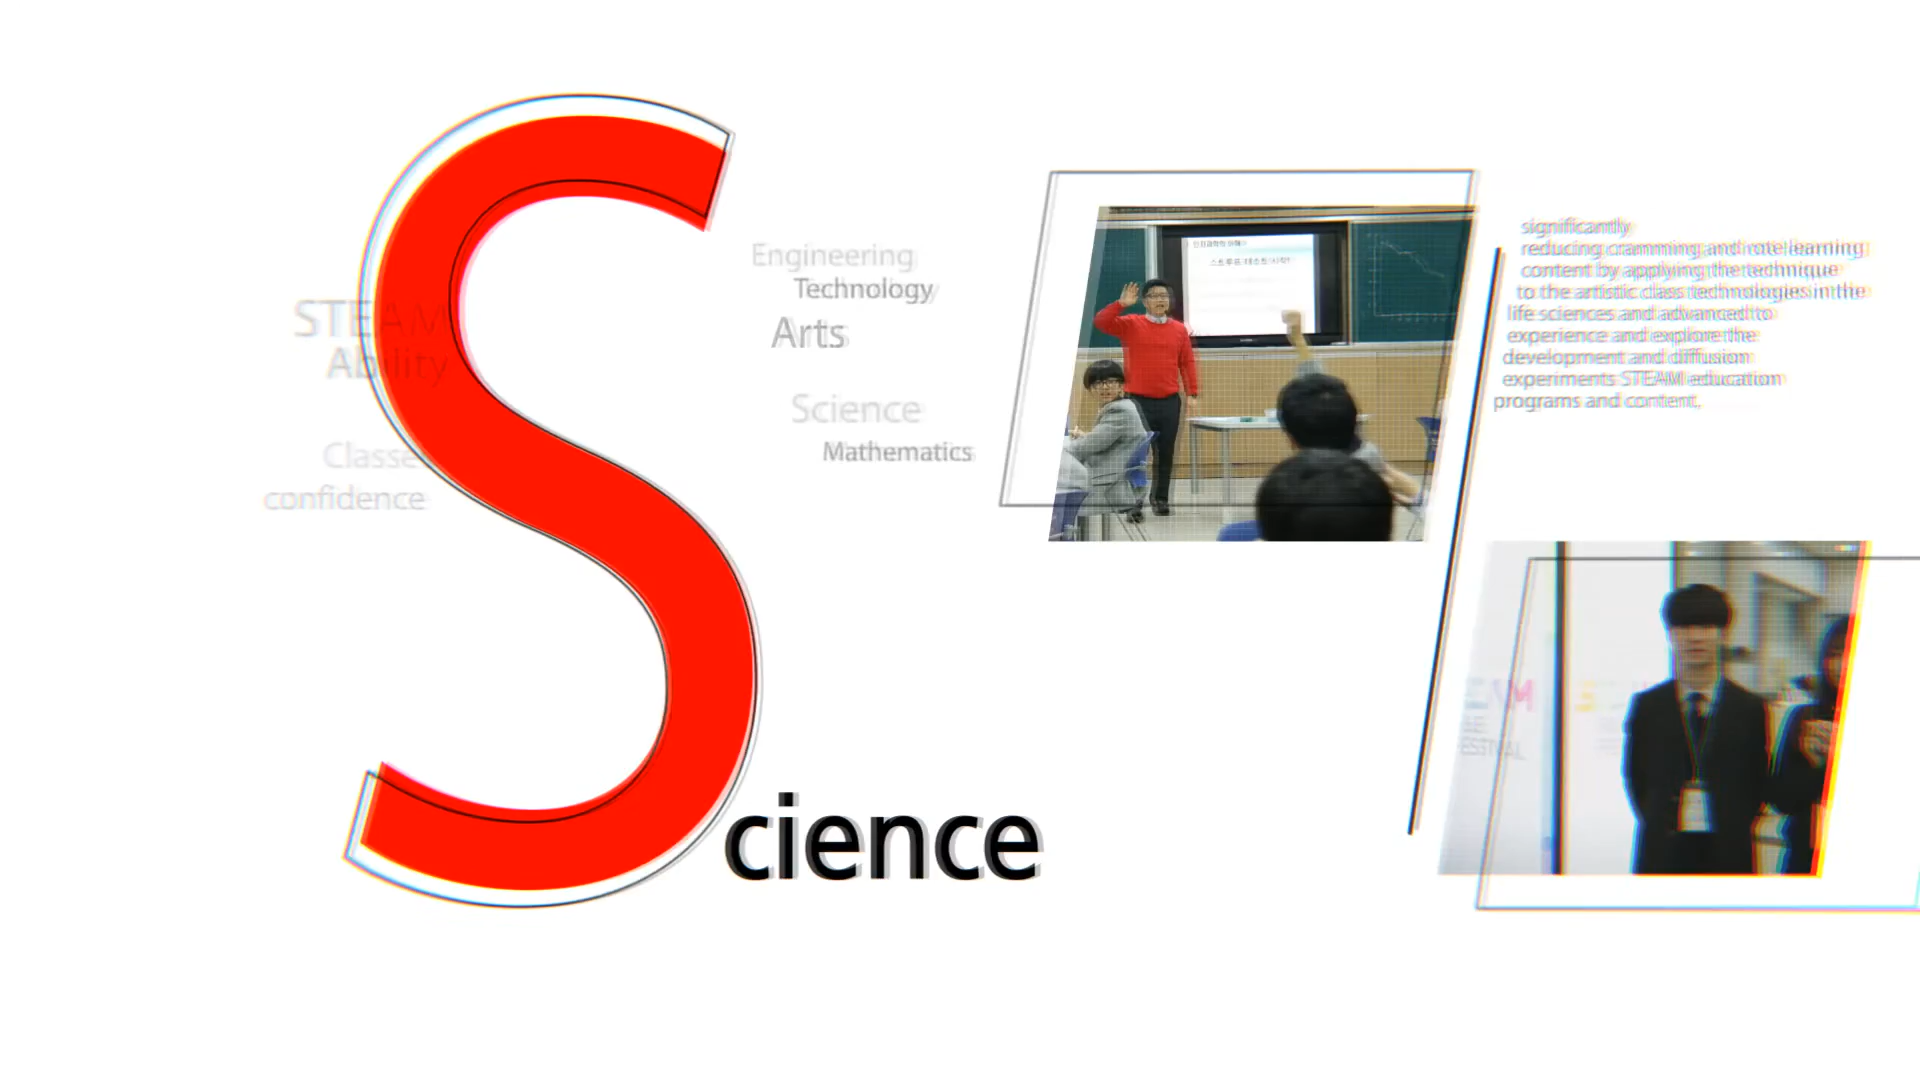 STEAM
Ability
Classe
confidence
Science
Engineering
Technology
Arts
Science
Mathematics
significantly
reducing cramming and rote learning
content by applying the technique
to the artistic class technologies in the
life sciences and advanced to
experience and explore the
development and diffusion
experiments STEAM education
programs and content.